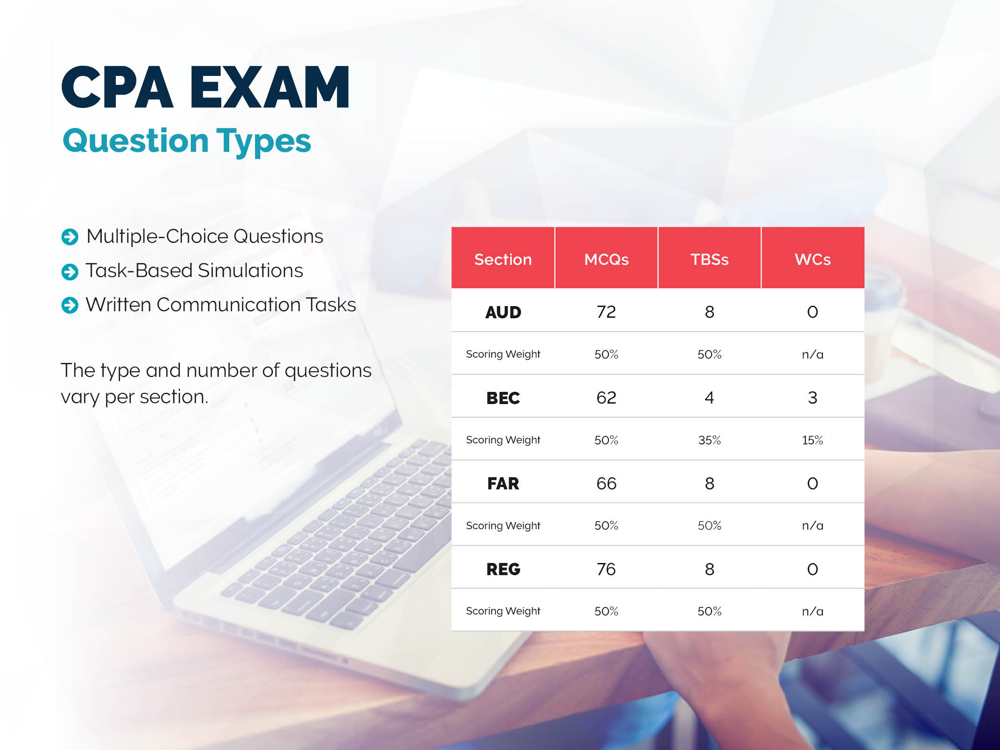 CPA EXAM
Question Types
Multiple-Choice Questions
Task-Based Simulations
Written Communication Tasks
The type and number of questions
vary per section.
Section MCQs TBSs WCs
AUD 72 8 0
Scoring Weight 50% 50% n/a
BEC 62 4 3
Scoring Weight 50% 35% 15%
FAR 66 8 0
Scoring Weight 50% 50% n/a
REG 76 8 0
Scoring Weight 50% 50% n/a